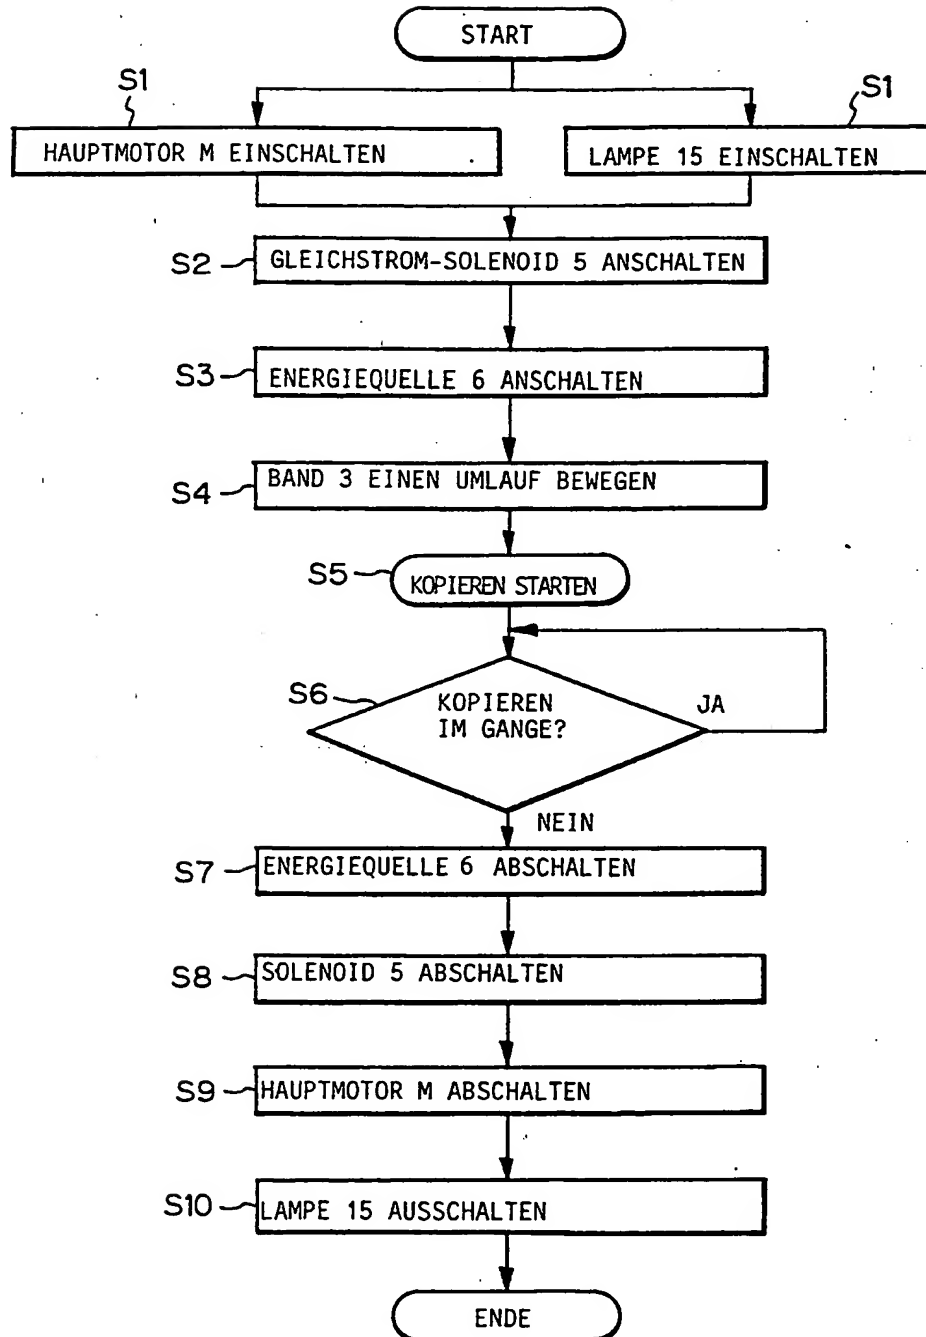 START
S1
S1
HAUPTMOTOR M EINSCHALTEN
LAMPE 15 EINSCHALTEN
S2
GLEICHSTROM-SOLENOID 5 ANSCHALTEN
S3
ENERGIEQUELLE 6 ANSCHALTEN
S4
BAND 3 EINEN UMLAUF BEWEGEN
S5
KOPIEREN STARTEN
S6
KOPIEREN
IM GANGE?
JA
NEIN
S7
ENERGIEQUELLE 6 ABSCHALTEN
S8
SOLENOID 5 ABSCHALTEN
S9
HAUPTMOTOR M ABSCHALTEN
S10
LAMPE 15 AUSSCHALTEN
ENDE